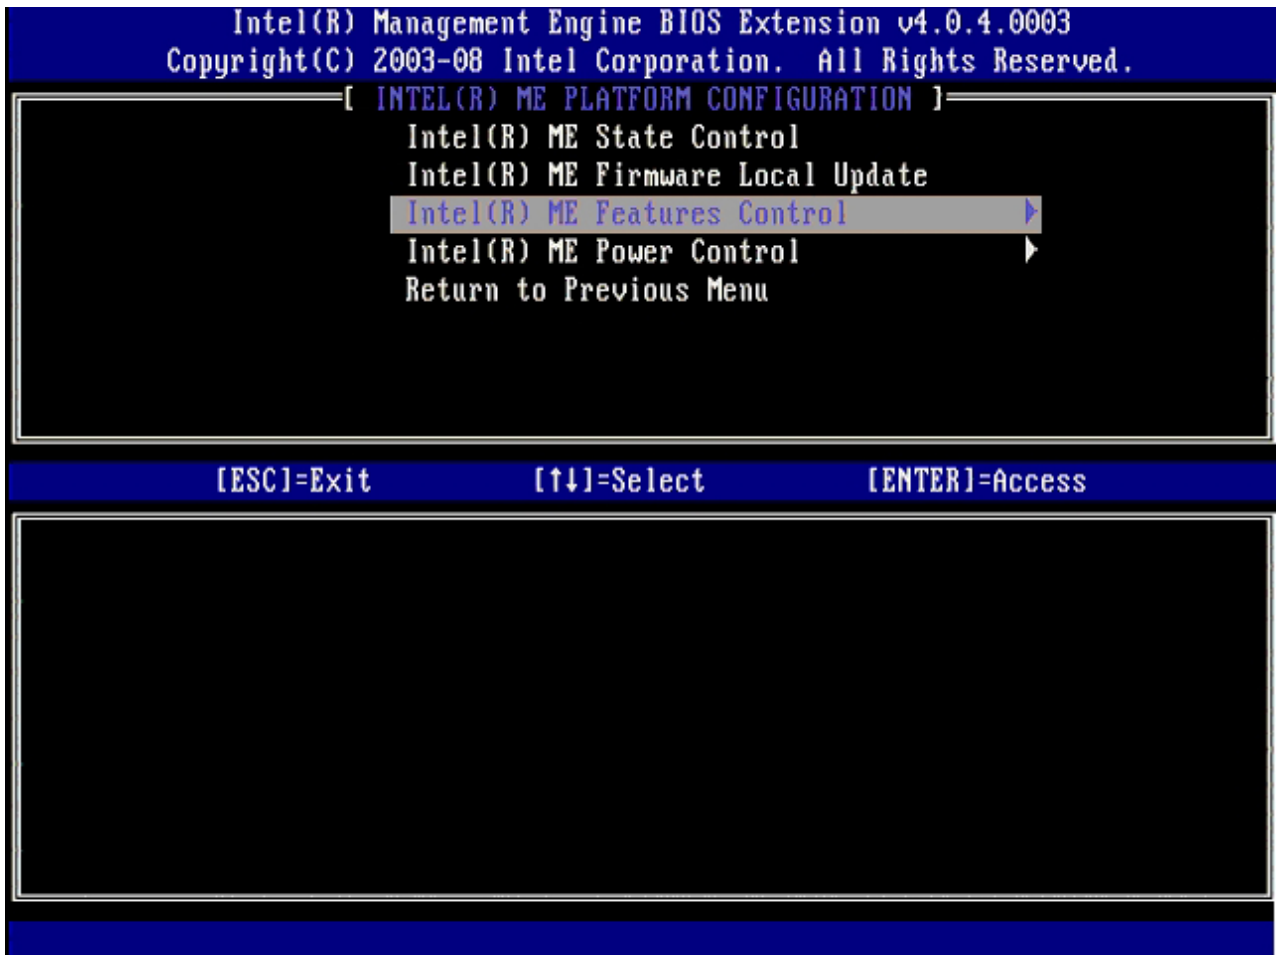 Intel(R) Management Engine BIOS Extension v4.0.4.0003
Copyright(C) 2003-08 Intel Corporation. All Rights Reserved.
[ INTEL(R) ME PLATFORM CONFIGURATION ]
Intel(R) ME State Control
Intel(R) ME Firmware Local Update
Intel(R) ME Features Control
Intel(R) ME Power Control
Return to Previous Menu
[ESC]=Exit [↑↓]=Select [ENTER]=Access